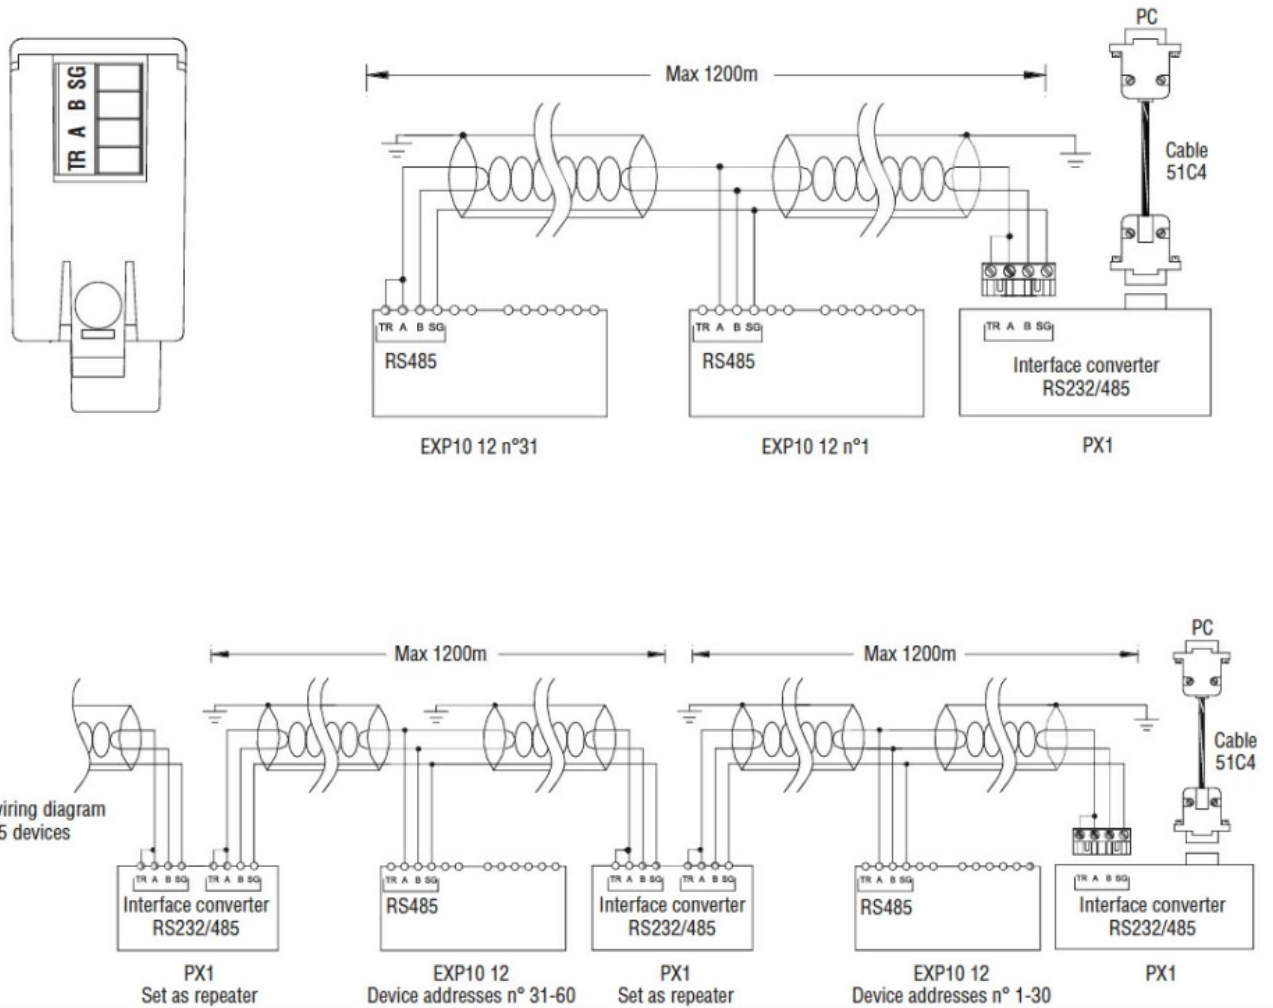 SG
B
A
TR
PC
Max 1200m
Cable
51C4
TR A B SG
RS485
TR A B SG
RS485
TR A B SG
Interface converter
RS232/485
EXP10 12 n°31
EXP10 12 n°1
PX1
PC
Max 1200m
Max 1200m
Cable
51C4
iring diagram
5 devices
TR A B SG
TR A B SG
Interface converter
RS232/485
TR A B SG
RS485
TR A B SG
TR A B SG
Interface converter
RS232/485
TR A B SG
RS485
TR A B SG
Interface converter
RS232/485
PX1
Set as repeater
EXP10 12
Device addresses n° 31-60
PX1
Set as repeater
EXP10 12
Device addresses n° 1-30
PX1